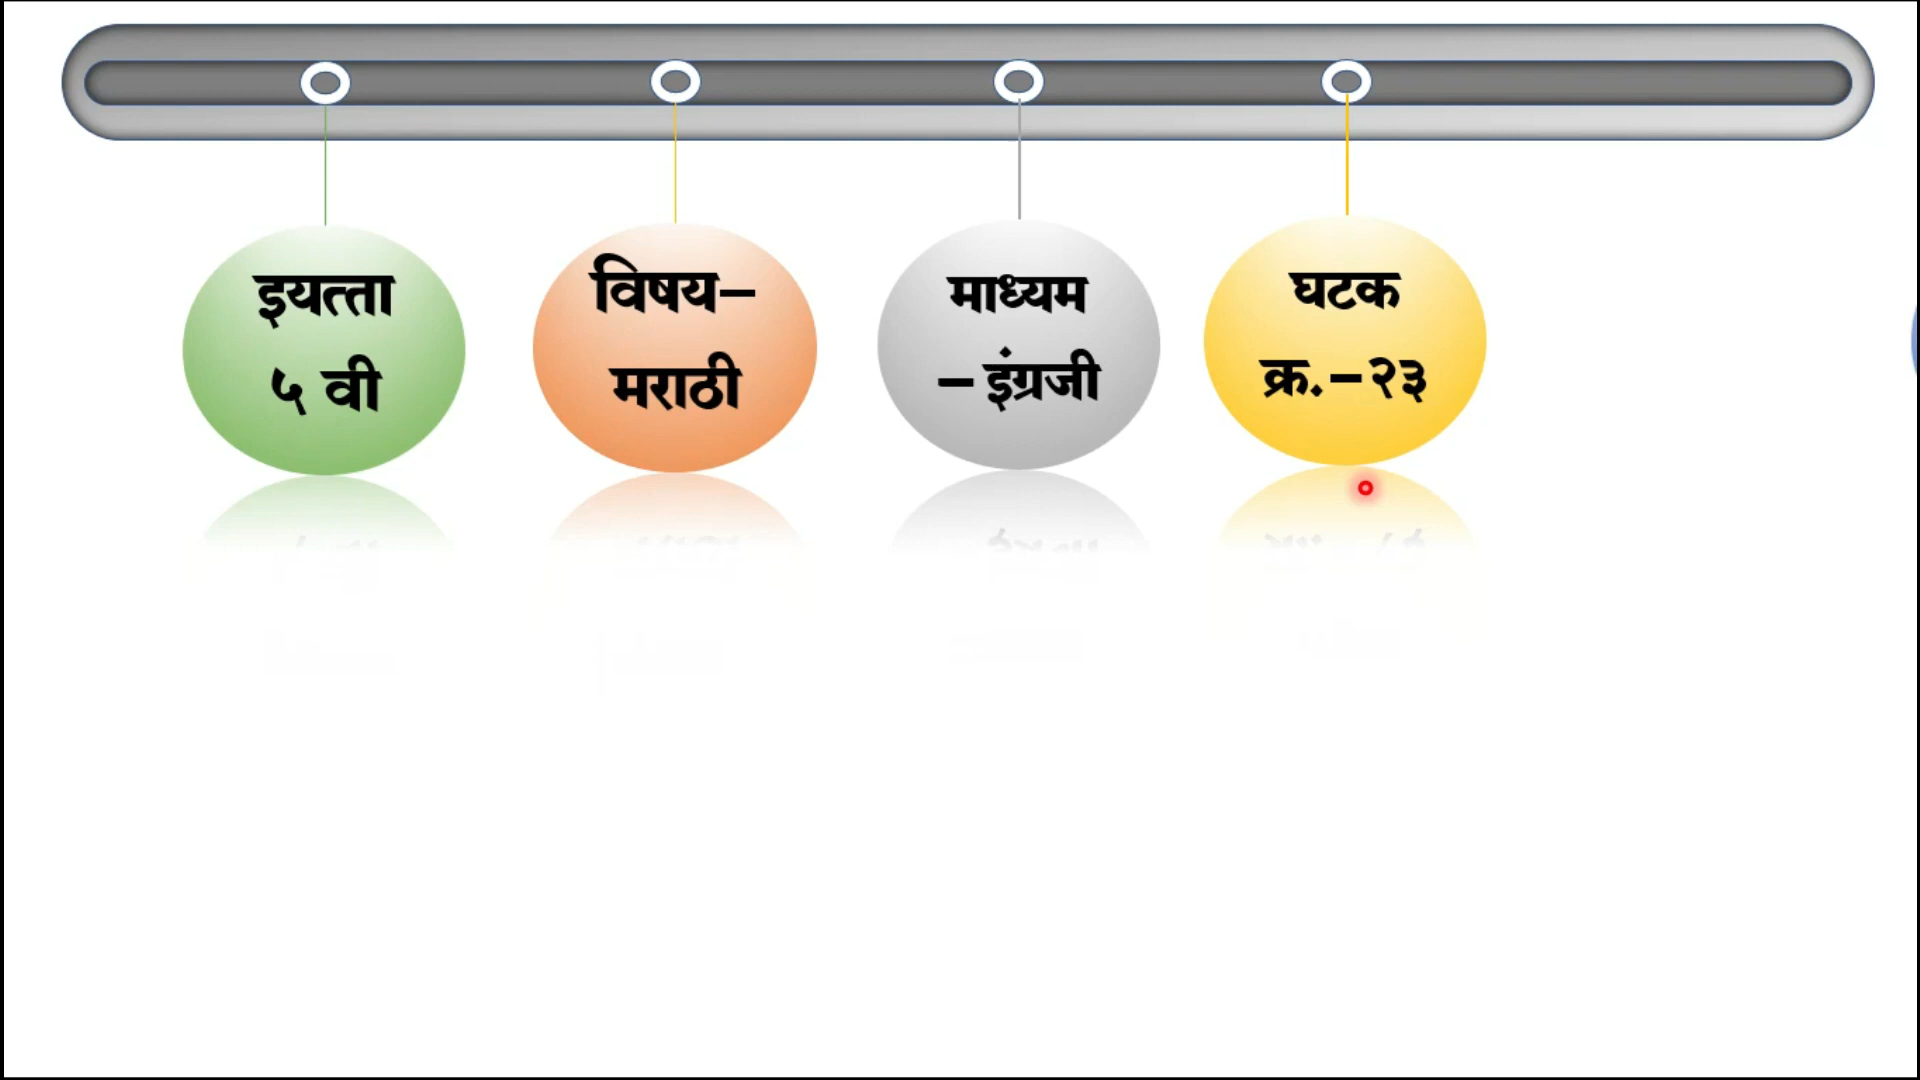 इयत्ता
५ वी
विषय–
मराठी
माध्यम
– इंग्रजी
घटक
क्र.–२३